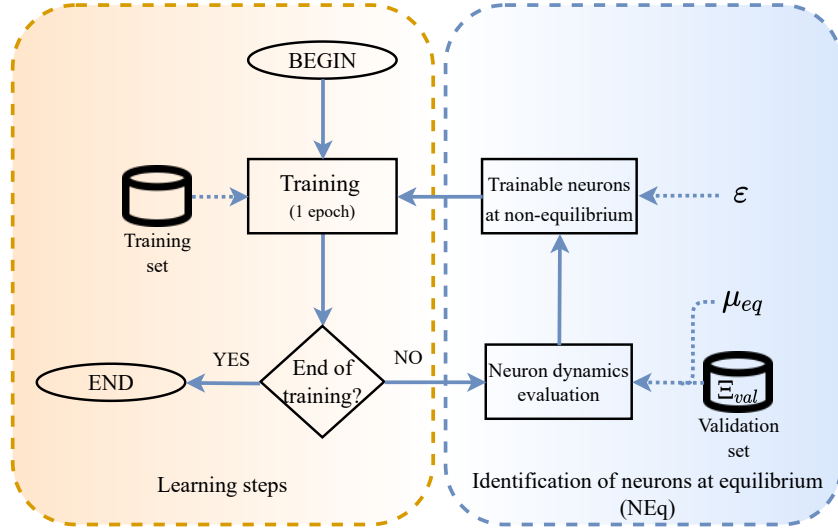 BEGIN
Training
(1 epoch)
Training
set
End of
training?
YES
NO
END
Learning steps
Trainable neurons
at non-equilibrium
ε
μ_eq
Neuron dynamics
evaluation
Ξ_val
Validation
set
Identification of neurons at equilibrium
(NEq)